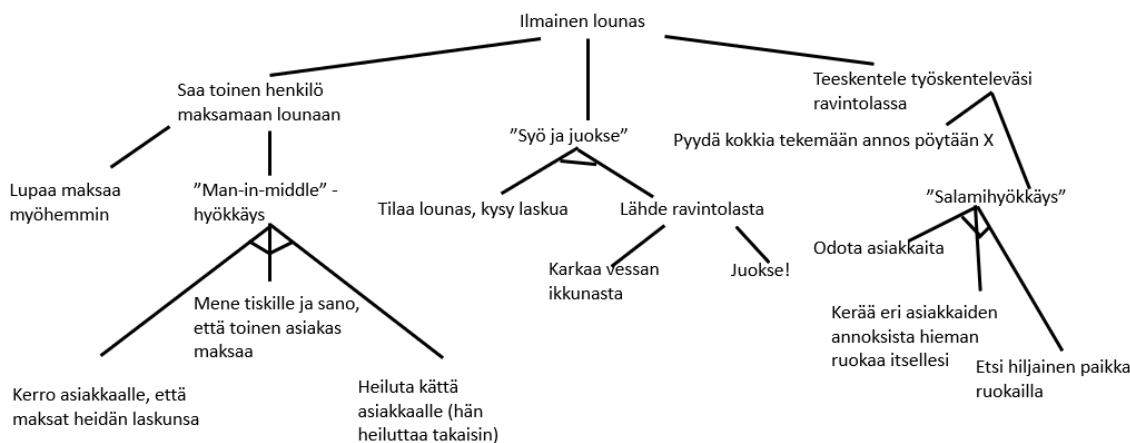 Ilmainen lounas
Saa toinen henkilö
maksamaan lounaan
Teeskentele työskenteleväsi
ravintolassa
”Syö ja juokse”
Pyydä kokkia tekemään annos pöytään X
Lupaa maksaa
myöhemmin
”Man-in-middle” -
hyökkäys
Tilaa lounas, kysy laskua
Lähde ravintolasta
”Salamihyökkäys”
Karkaa vessan
ikkunasta
Juokse!
Odota asiakkaita
Mene tiskille ja sano,
että toinen asiakas
maksaa
Kerää eri asiakkaiden
annoksista hieman
ruokaa itsellesi
Etsi hiljainen paikka
ruokailla
Kerro asiakkaalle, että
maksat heidän laskunsa
Heiluta kättä
asiakkaalle (hän
heiluttaa takaisin)